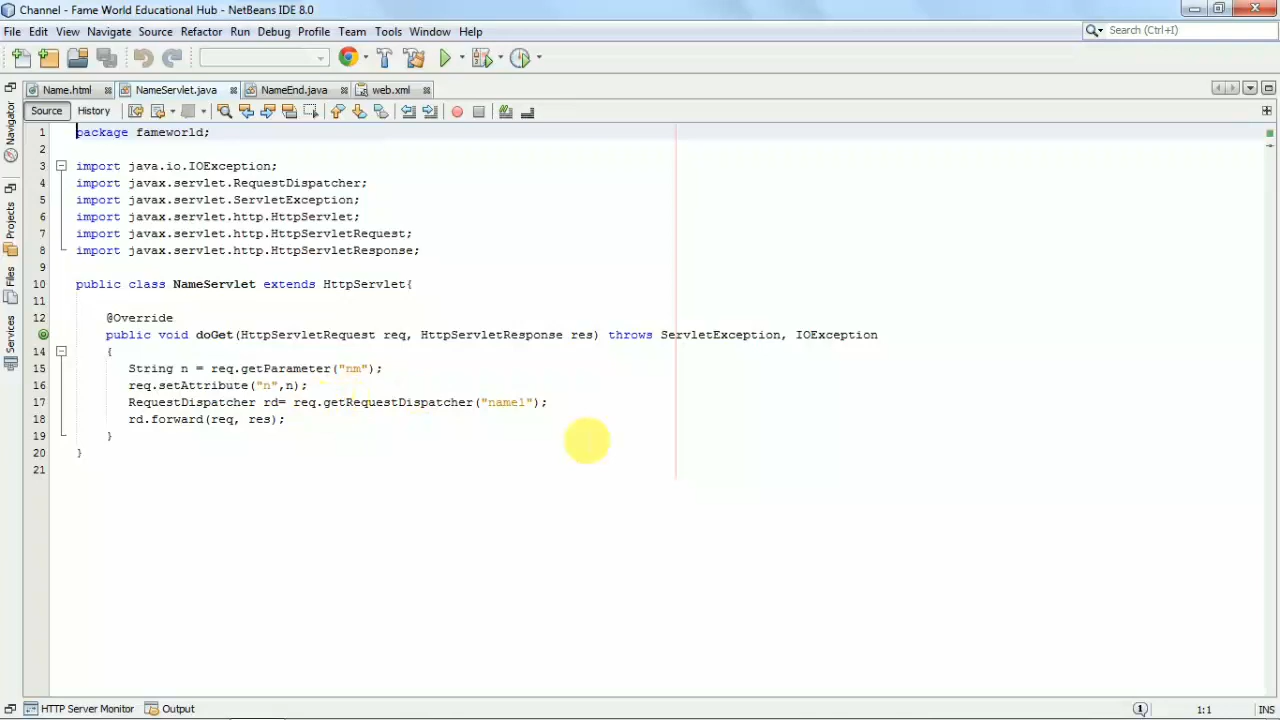 Channel - Fame World Educational Hub - NetBeans IDE 8.0
File Edit View Navigate Source Refactor Run Debug Profile Team Tools Window Help
Search (Ctrl+I)
Name.html NameServlet.java NameEnd.java web.xml
Source History
Navigator
Projects
Files
Services
1 package fameworld;
2
3 import java.io.IOException;
4 import javax.servlet.RequestDispatcher;
5 import javax.servlet.ServletException;
6 import javax.servlet.http.HttpServlet;
7 import javax.servlet.http.HttpServletRequest;
8 import javax.servlet.http.HttpServletResponse;
9
10 public class NameServlet extends HttpServlet{
11
12 @Override
public void doGet(HttpServletRequest req, HttpServletResponse res) throws ServletException, IOException
14 {
15 String n = req.getParameter("nm");
16 req.setAttribute("n",n);
17 RequestDispatcher rd= req.getRequestDispatcher("name1");
18 rd.forward(req, res);
19 }
20 }
21
HTTP Server Monitor Output
1:1 INS